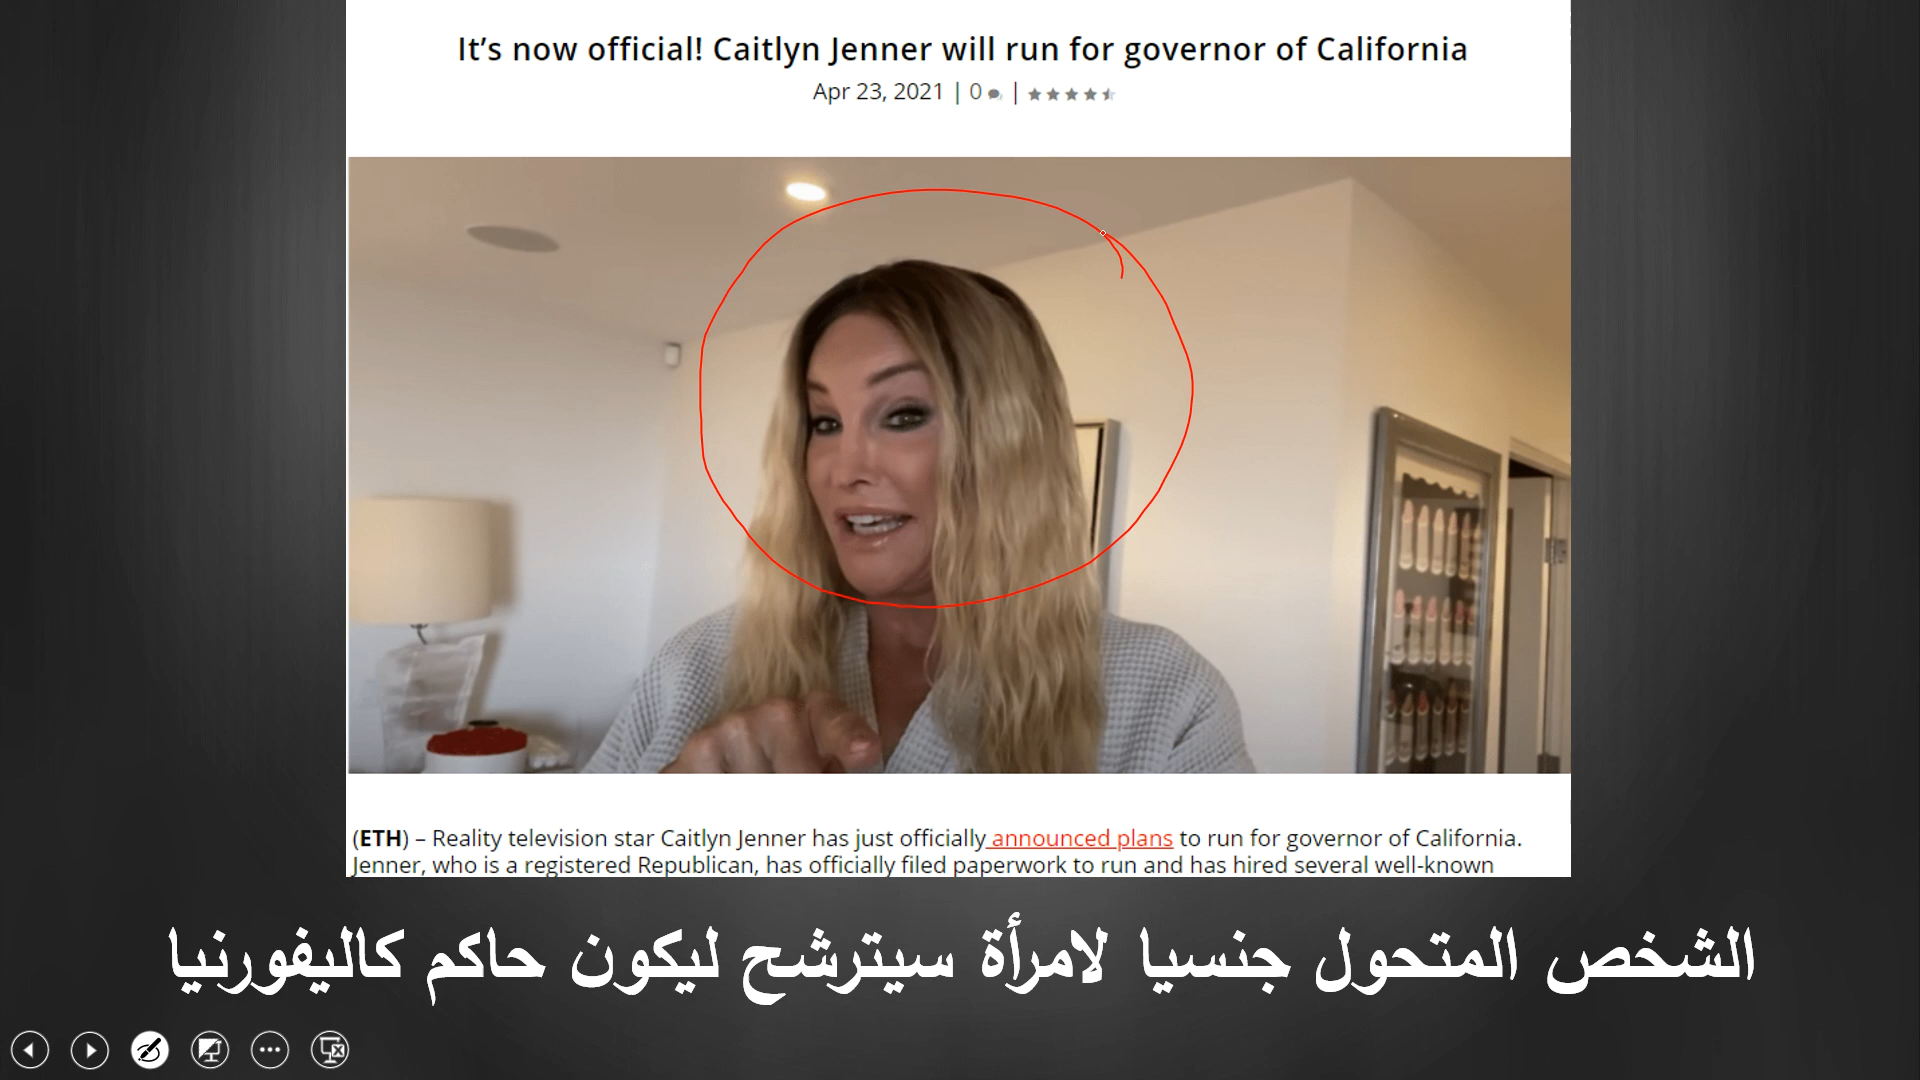 It’s now official! Caitlyn Jenner will run for governor of California
Apr 23, 2021 | 0 |
(ETH) – Reality television star Caitlyn Jenner has just officially announced plans to run for governor of California.
Jenner, who is a registered Republican, has officially filed paperwork to run and has hired several well-known
الشخص المتحول جنسيا لامرأة سيترشح ليكون حاكم كاليفورنيا